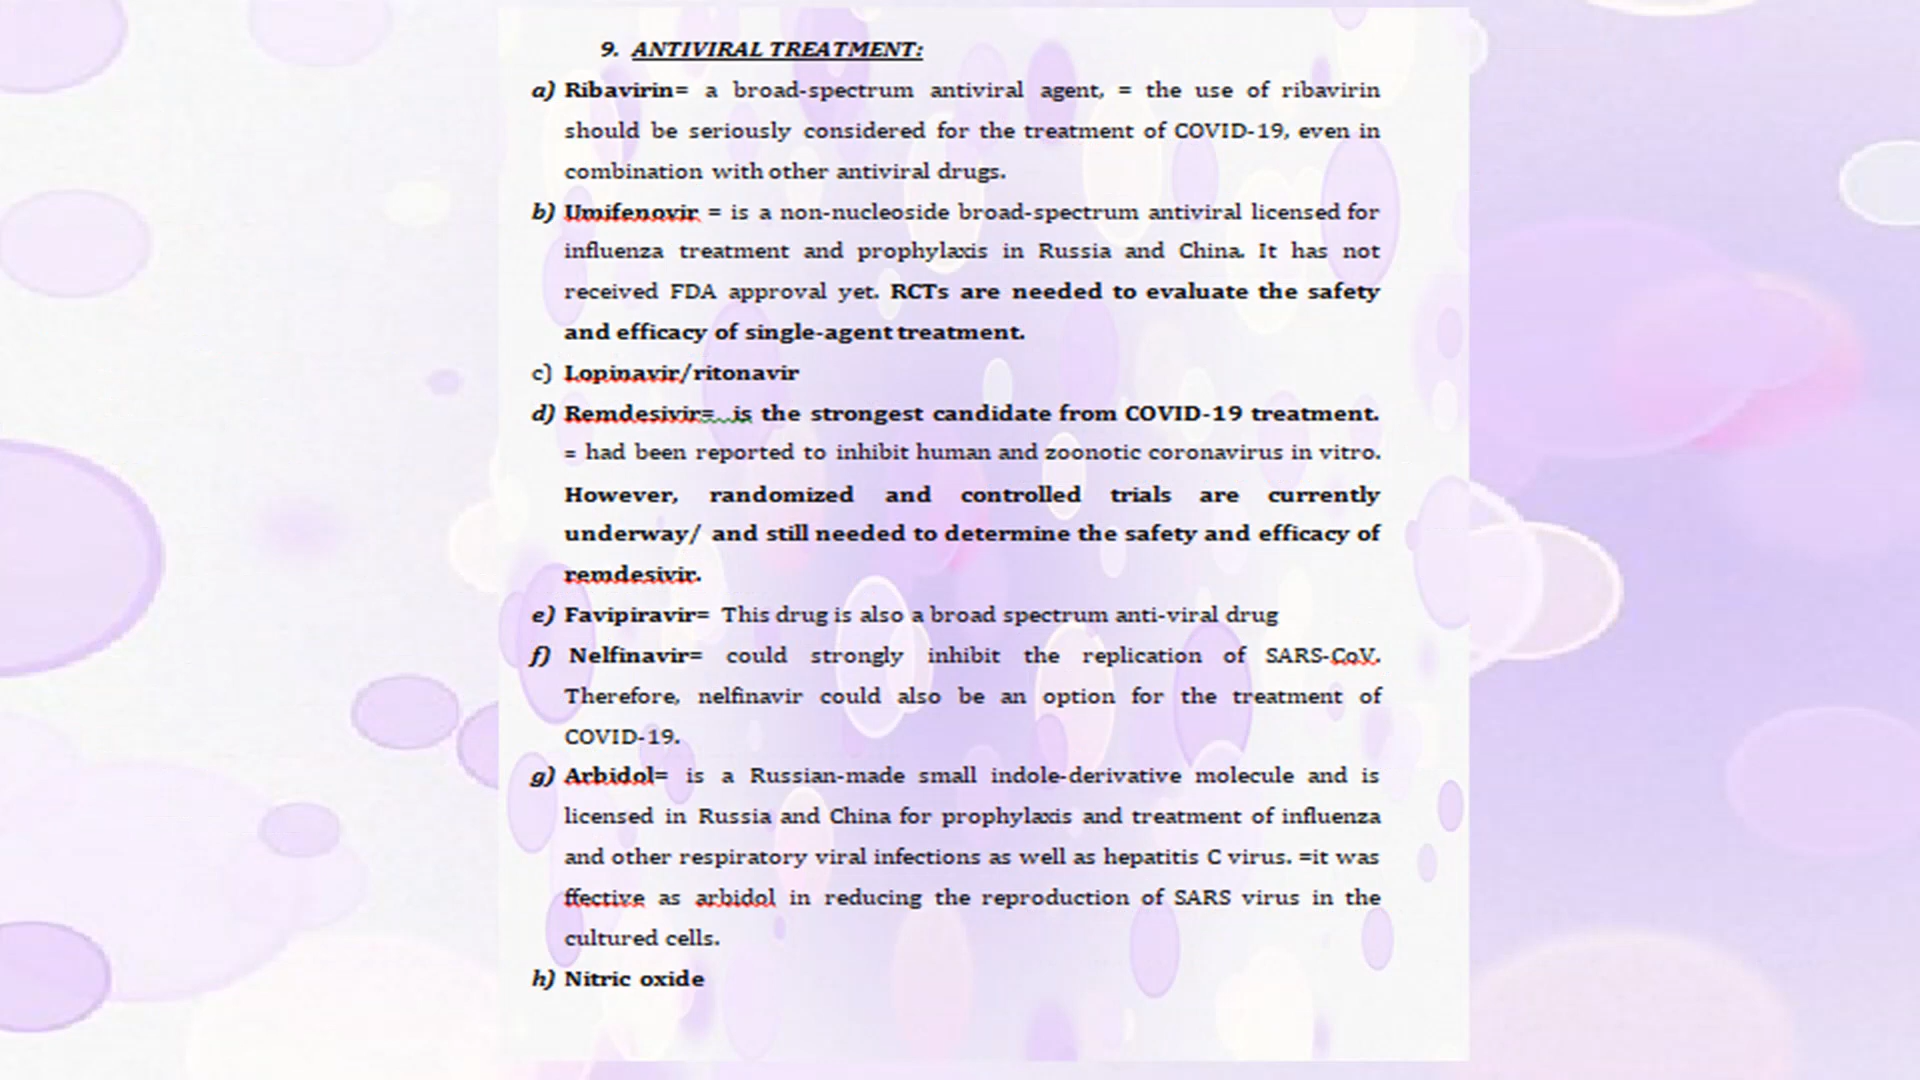 9. ANTIVIRAL TREATMENT:
a) Ribavirin= a broad-spectrum antiviral agent, = the use of ribavirin
should be seriously considered for the treatment of COVID-19, even in
combination with other antiviral drugs.
b) Umifenovir = is a non-nucleoside broad-spectrum antiviral licensed for
influenza treatment and prophylaxis in Russia and China. It has not
received FDA approval yet. RCTs are needed to evaluate the safety
and efficacy of single-agent treatment.
c) Lopinavir/ritonavir
d) Remdesivir= is the strongest candidate from COVID-19 treatment.
= had been reported to inhibit human and zoonotic coronavirus in vitro.
However, randomized and controlled trials are currently
underway/ and still needed to determine the safety and efficacy of
remdesivir.
e) Favipiravir= This drug is also a broad spectrum anti-viral drug
f) Nelfinavir= could strongly inhibit the replication of SARS-CoV.
Therefore, nelfinavir could also be an option for the treatment of
COVID-19.
g) Arbidol= is a Russian-made small indole-derivative molecule and is
licensed in Russia and China for prophylaxis and treatment of influenza
and other respiratory viral infections as well as hepatitis C virus. =it was
ffective as arbidol in reducing the reproduction of SARS virus in the
cultured cells.
h) Nitric oxide